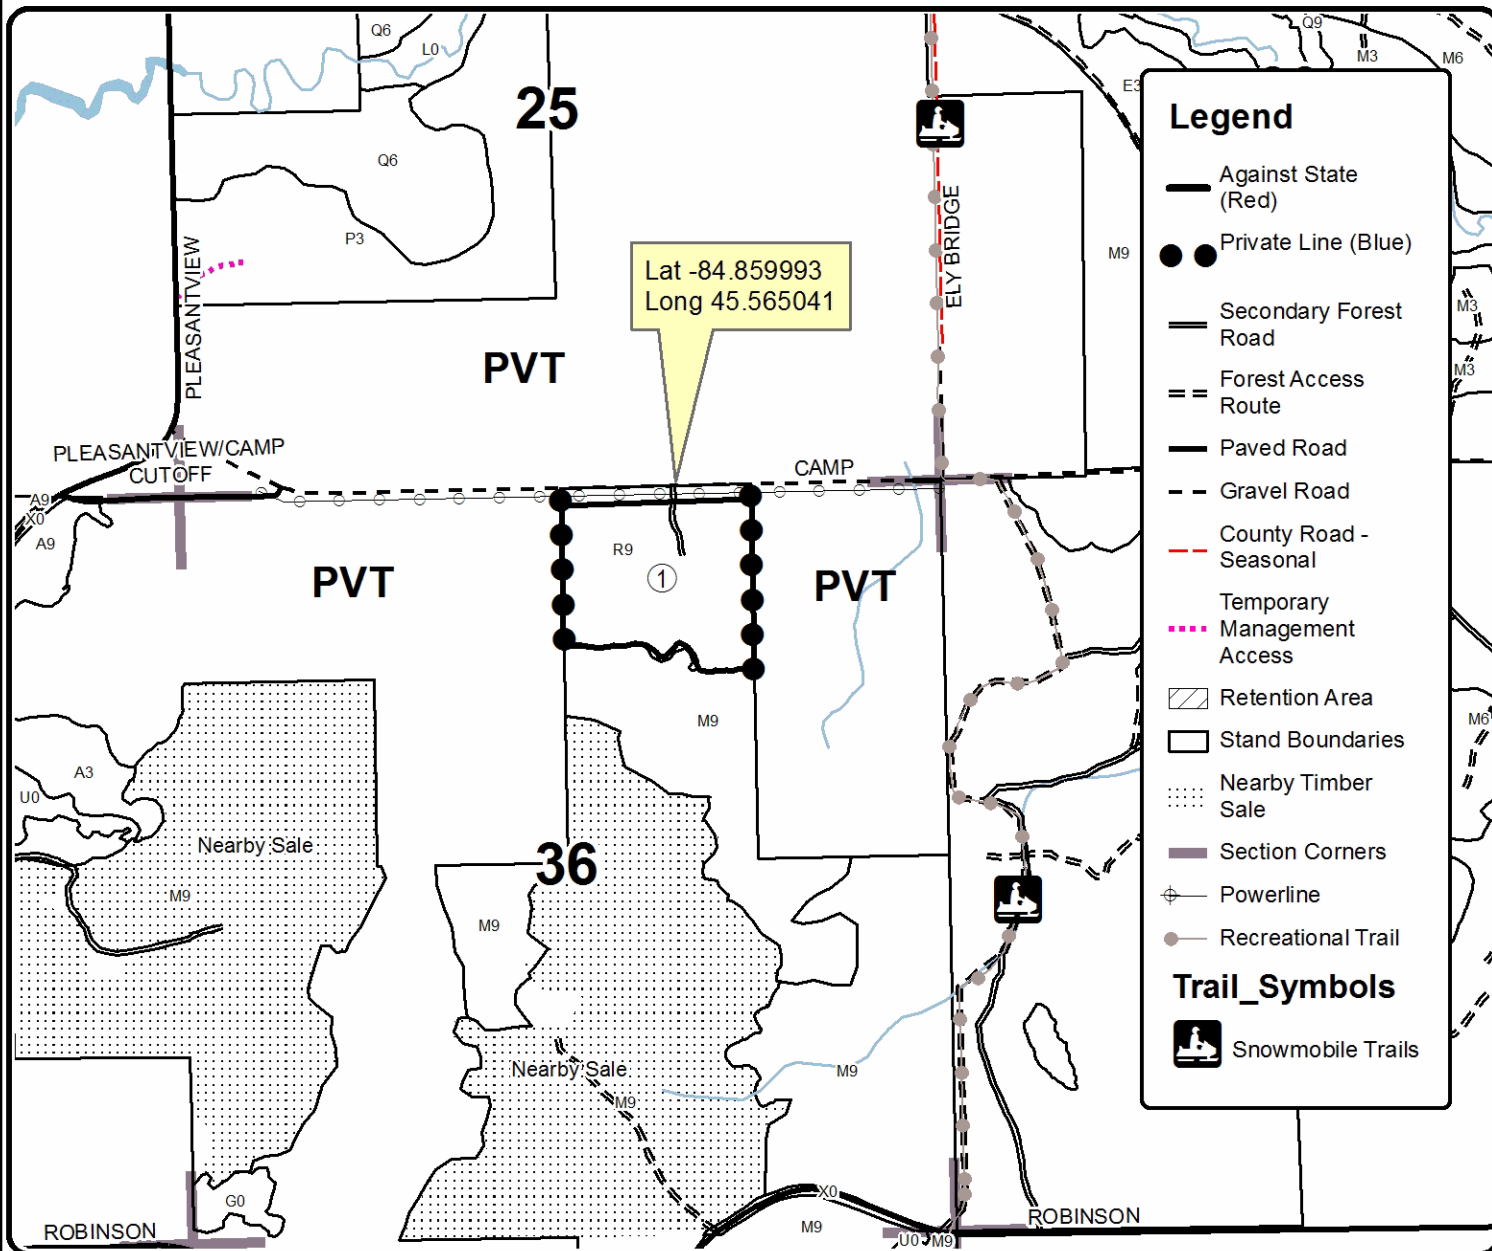 Q6
L0
Q9
M3
M6
E3
25
Q6
P3
PLEASANTVIEW
ELY BRIDGE
M9
Lat -84.859993
Long 45.565041
PVT
PLEASANTVIEW/CAMP
CUTOFF
CAMP
A9
X0
A9
R9
1
PVT
PVT
M3
M3
M9
M6
A3
U0
Nearby Sale
M9
36
M9
Nearby Sale
M9
M9
G0
ROBINSON
X0
M9
U0
M9
ROBINSON
Legend
Against State
(Red)
Private Line (Blue)
Secondary Forest
Road
Forest Access
Route
Paved Road
Gravel Road
County Road -
Seasonal
Temporary
Management
Access
Retention Area
Stand Boundaries
Nearby Timber
Sale
Section Corners
Powerline
Recreational Trail
Trail_Symbols
Snowmobile Trails